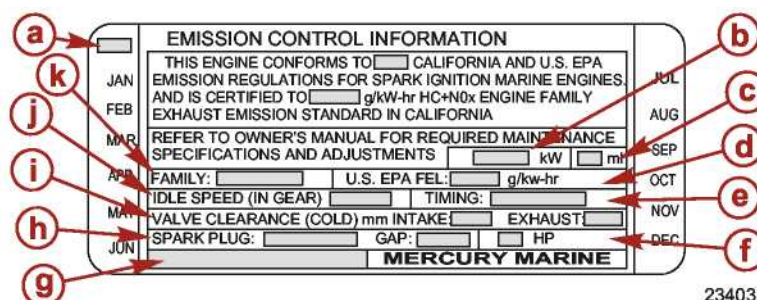 a
b
c
d
e
f
g
h
i
j
k
EMISSION CONTROL INFORMATION
THIS ENGINE CONFORMS TO CALIFORNIA AND U.S. EPA
EMISSION REGULATIONS FOR SPARK IGNITION MARINE ENGINES,
AND IS CERTIFIED TO g/kW-hr HC+N0x ENGINE FAMILY
EXHAUST EMISSION STANDARD IN CALIFORNIA
REFER TO OWNER'S MANUAL FOR REQUIRED MAINTENANCE
SPECIFICATIONS AND ADJUSTMENTS kW ml
FAMILY: U.S. EPA FEL: g/kw-hr
IDLE SPEED (IN GEAR) TIMING:
VALVE CLEARANCE (COLD) mm INTAKE: EXHAUST:
SPARK PLUG: GAP: HP
MERCURY MARINE
JAN
FEB
MAR
APR
MAY
JUN
JUL
AUG
SEP
OCT
NOV
DEC
23403